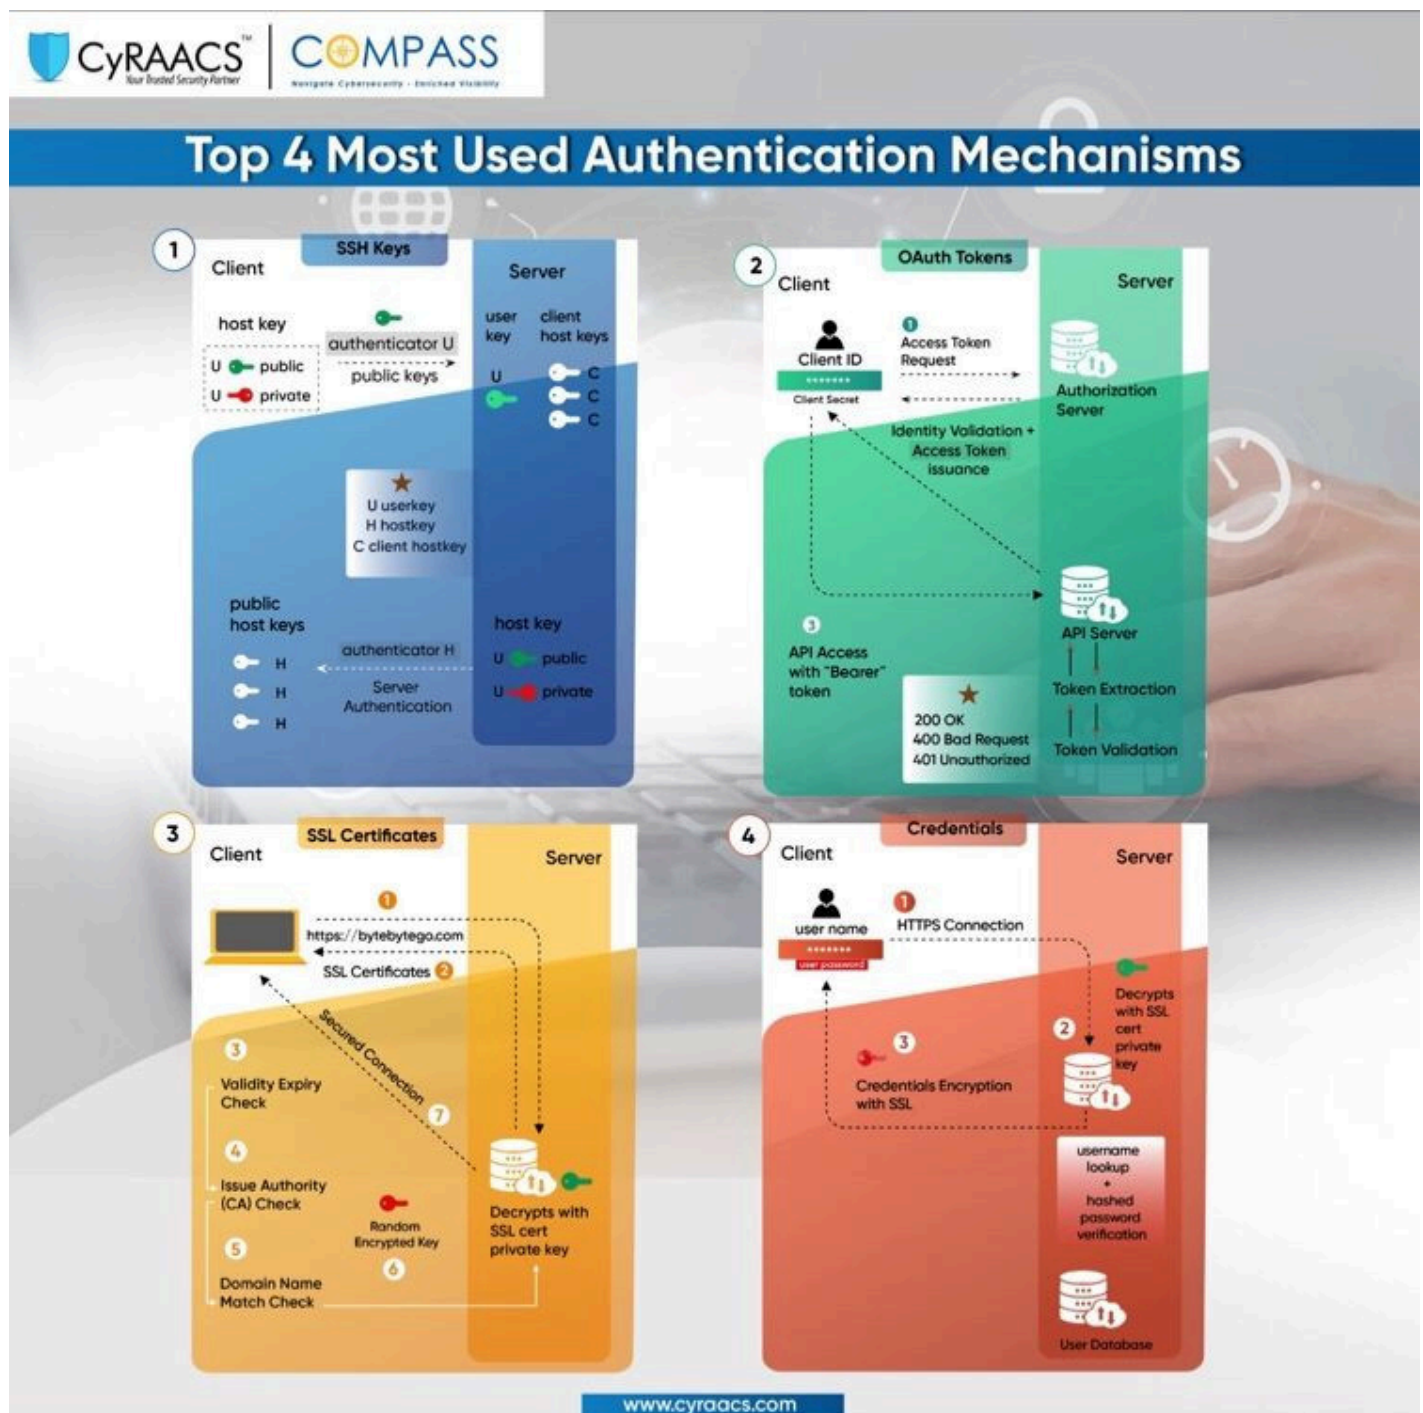 CyRAACS™
Your Trusted Security Partner
COMPASS
Navigate Cybersecurity - Enriched Visibility
Top 4 Most Used Authentication Mechanisms
1
SSH Keys
Client
Server
host key
U public
U private
authenticator U
public keys
user
key
client
host keys
U
C
C
C
U userkey
H hostkey
C client hostkey
public
host keys
H
H
H
authenticator H
Server
Authentication
host key
U public
U private
2
OAuth Tokens
Client
Server
Client ID
*******
Client Secret
1
Access Token
Request
Authorization
Server
Identity Validation +
Access Token
issuance
3
API Access
with "Bearer"
token
API Server
Token Extraction
Token Validation
200 OK
400 Bad Request
401 Unauthorized
3
SSL Certificates
Client
Server
1
https://bytebytego.com
SSL Certificates 2
Secured Connection
7
3
Validity Expiry
Check
4
Issue Authority
(CA) Check
5
Domain Name
Match Check
Random
Encrypted Key
6
Decrypts with
SSL cert
private key
4
Credentials
Client
Server
user name
*******
user password
1
HTTPS Connection
2
Decrypts
with SSL
cert
private
key
3
Credentials Encryption
with SSL
username
lookup
+
hashed
password
verification
User Database
www.cyraacs.com